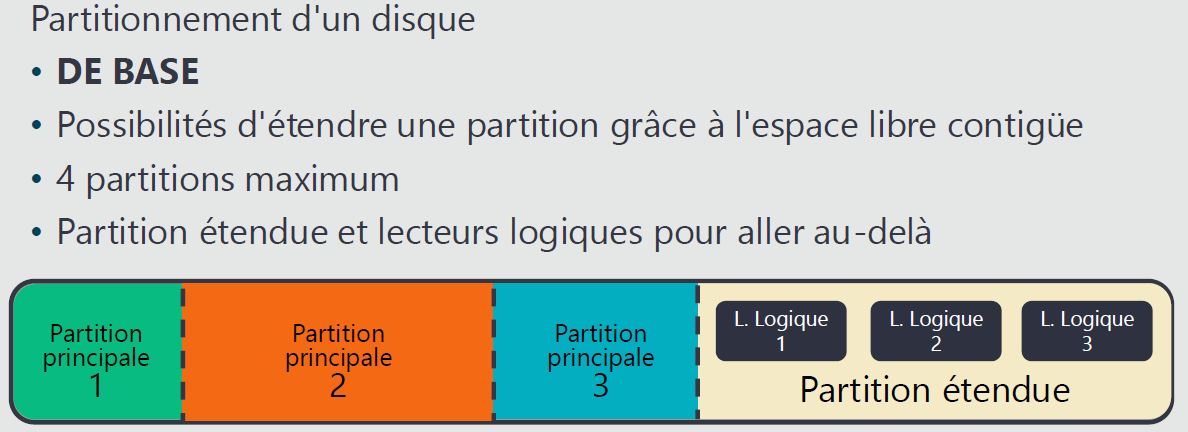 Partitionnement d'un disque
• DE BASE
• Possibilités d'étendre une partition grâce à l'espace libre contigüe
• 4 partitions maximum
• Partition étendue et lecteurs logiques pour aller au-delà
Partition
principale
1
Partition
principale
2
Partition
principale
3
L. Logique
1
L. Logique
2
L. Logique
3
Partition étendue